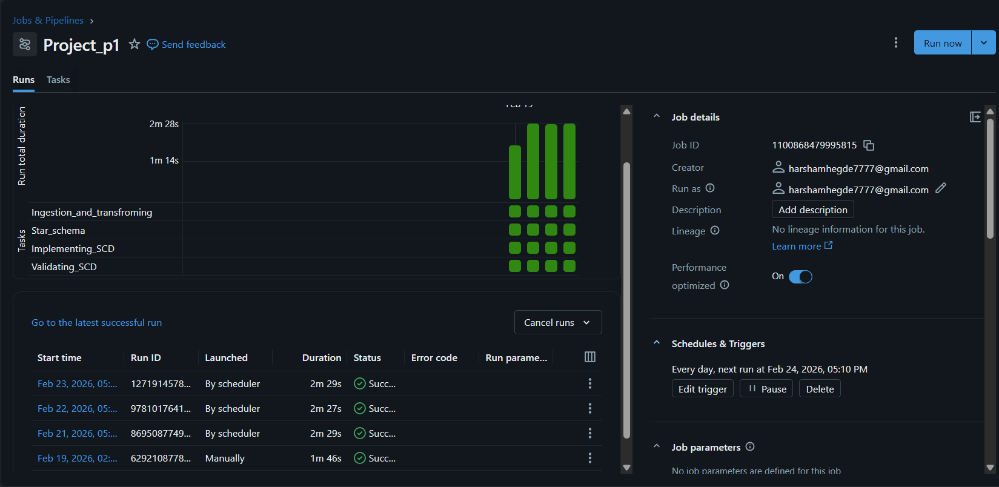 Jobs & Pipelines
Project_p1
Send feedback
Run now
Runs Tasks
Feb 19
Run total duration
2m 28s
1m 14s
Tasks
Ingestion_and_transfroming
Star_schema
Implementing_SCD
Validating_SCD
Go to the latest successful run
Cancel runs
Start time Run ID Launched Duration Status Error code Run parame...
Feb 23, 2026, 05:... 1271914578... By scheduler 2m 29s Succ...
Feb 22, 2026, 05:... 9781017641... By scheduler 2m 27s Succ...
Feb 21, 2026, 05:... 8695087749... By scheduler 2m 29s Succ...
Feb 19, 2026, 02:... 6292108778... Manually 1m 46s Succ...
Job details
Job ID 1100868479995815
Creator harshamhegde7777@gmail.com
Run as harshamhegde7777@gmail.com
Description Add description
Lineage No lineage information for this job.
Learn more
Performance
optimized On
Schedules & Triggers
Every day, next run at Feb 24, 2026, 05:10 PM
Edit trigger Pause Delete
Job parameters
No job parameters are defined for this job